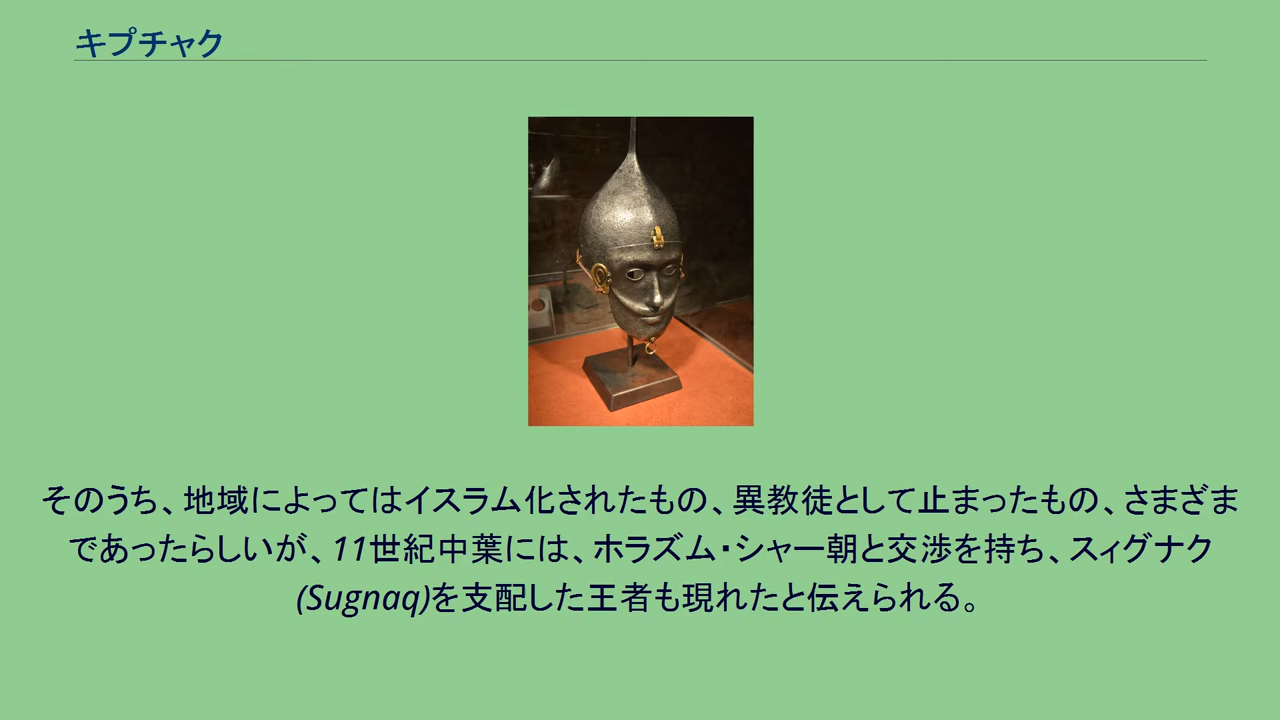 キプチャク
そのうち、地域によってはイスラム化されたもの、異教徒として止まったもの、さまざま
であったらしいが、11世紀中葉には、ホラズム・シャー朝と交渉を持ち、スィグナク
(Sugnaq)を支配した王者も現れたと伝えられる。